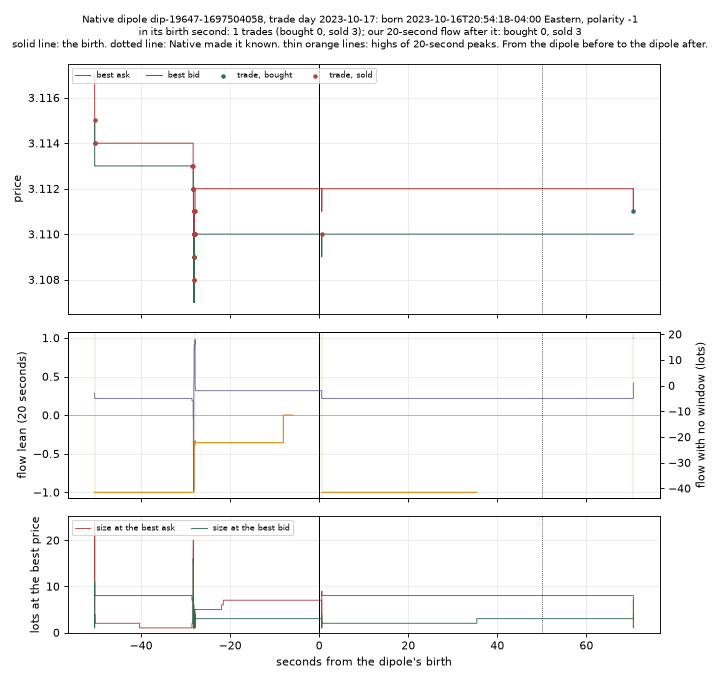 Native dipole dip-19647-1697504058, trade day 2023-10-17: born 2023-10-16T20:54:18-04:00 Eastern, polarity -1
in its birth second: 1 trades (bought 0, sold 3); our 20-second flow after it: bought 0, sold 3
solid line: the birth. dotted line: Native made it known. thin orange lines: highs of 20-second peaks. From the dipole before to the dipole after.
best ask
best bid
trade, bought
trade, sold
3.116
3.114
3.112
3.110
3.108
price
1.0
0.5
0.0
−0.5
−1.0
flow lean (20 seconds)
20
10
0
−10
−20
−30
−40
flow with no window (lots)
size at the best ask
size at the best bid
20
10
0
lots at the best price
−40
−20
0
20
40
60
seconds from the dipole's birth